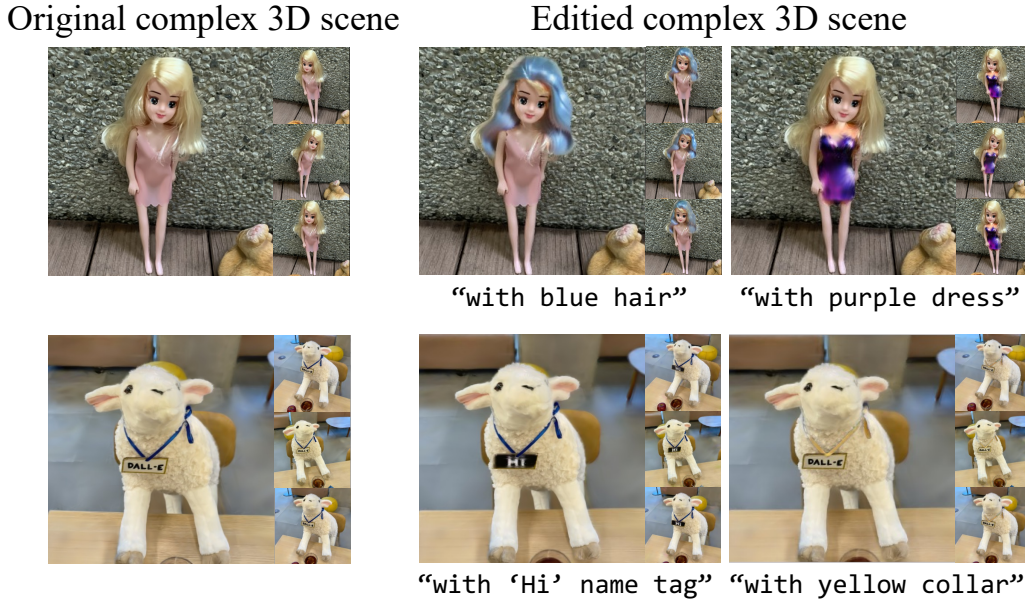 Original complex 3D scene
Editied complex 3D scene
“with blue hair”
“with purple dress”
DALL-E
Hi
DALL-E
“with ‘Hi’ name tag”
“with yellow collar”